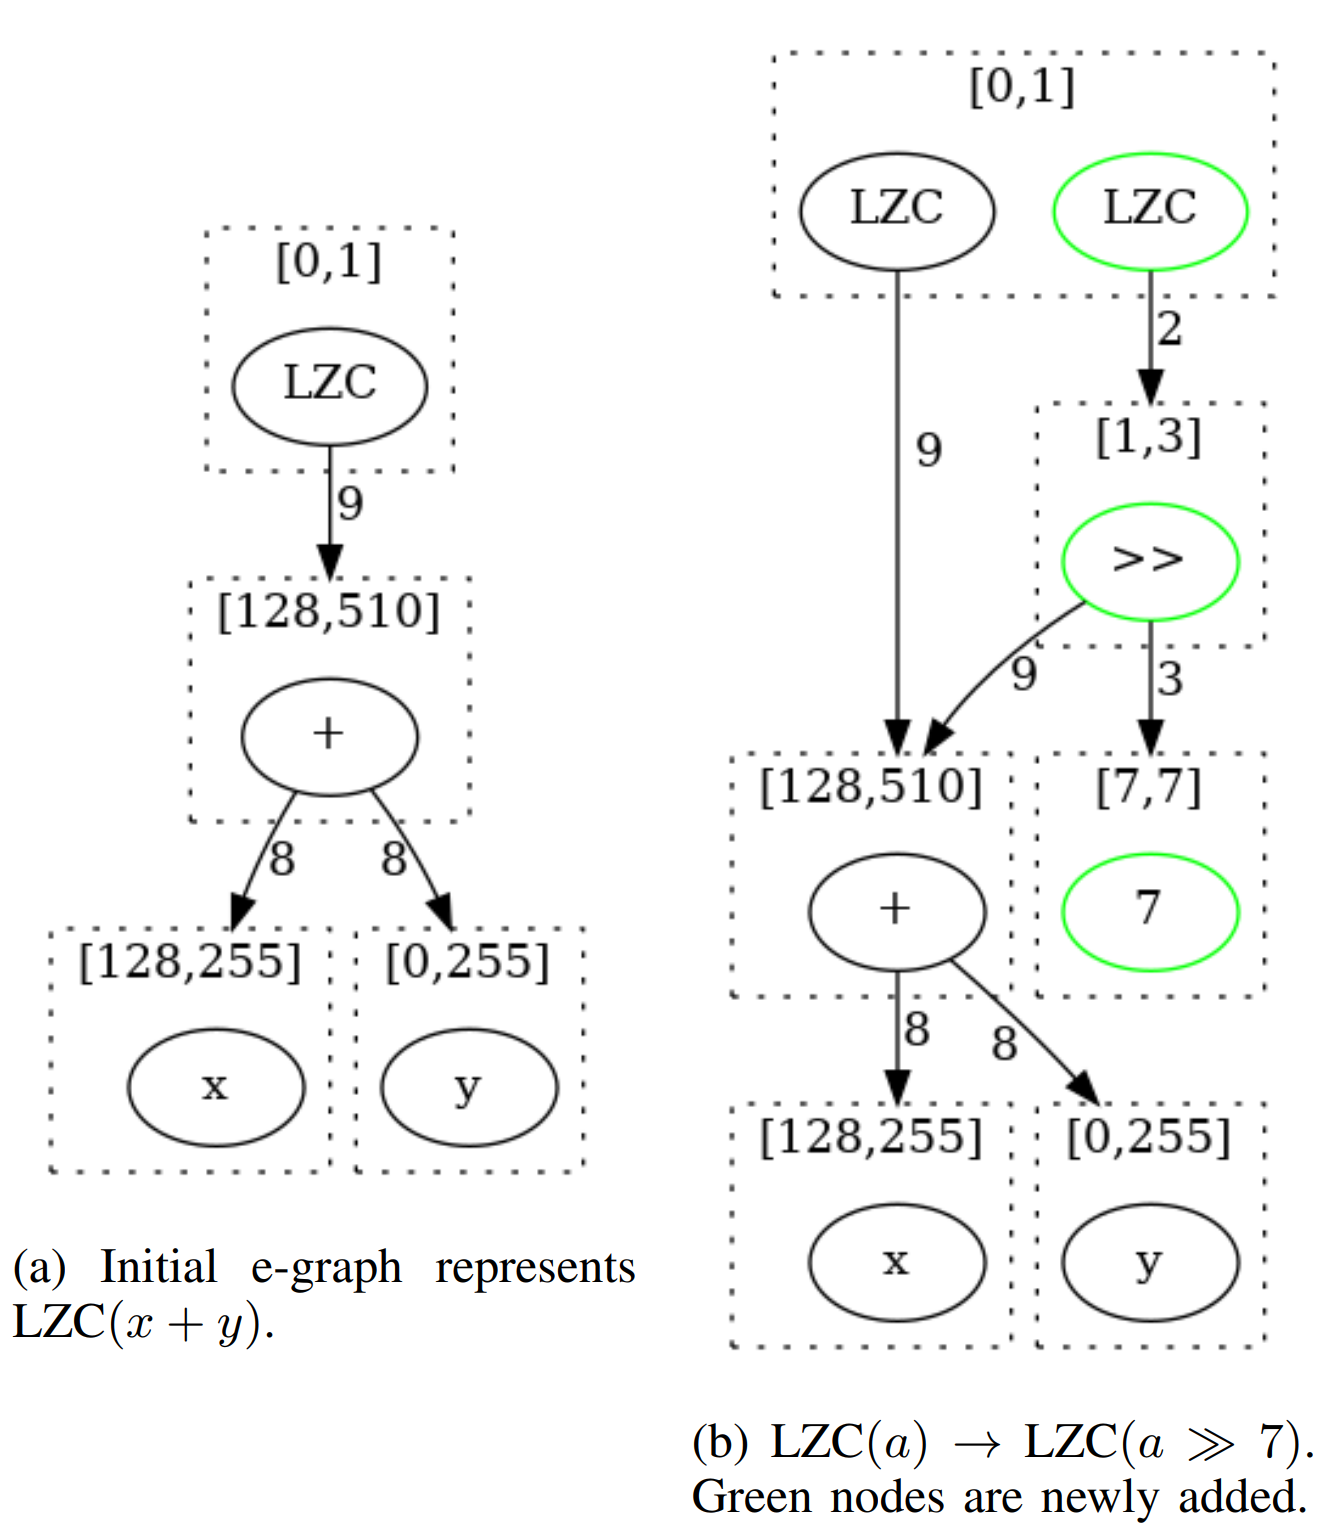 [0,1]
LZC
9
[128,510]
+
8 8
[128,255] [0,255]
x y
(a) Initial e-graph represents
LZC(x + y).
[0,1]
LZC LZC
2
[1,3]
9
>>
9 3
[128,510] [7,7]
+ 7
8 8
[128,255] [0,255]
x y
(b) LZC(a) → LZC(a ≫ 7).
Green nodes are newly added.